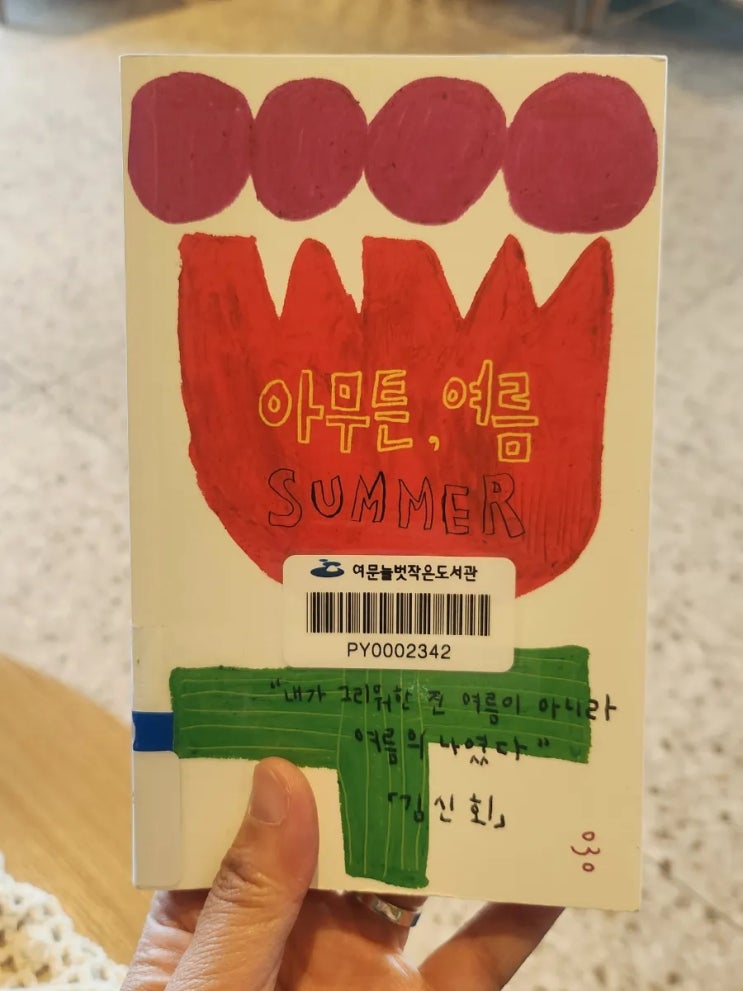 아무튼, 여름
SUMMER
여문늘벗작은도서관
PY0002342
"내가 그리워한 건 여름이 아니라
여름의 나였다"
「김신회」